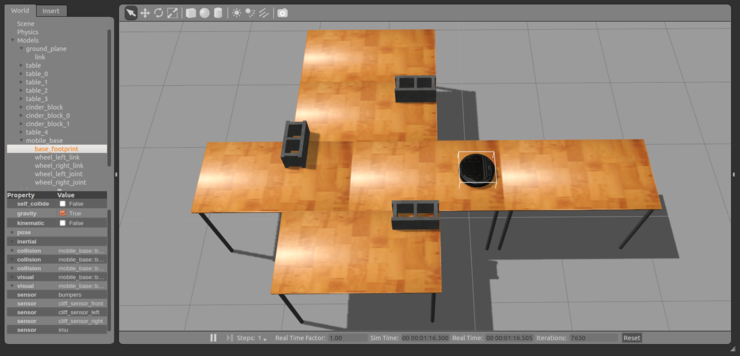 World Insert
Scene
Physics
Models
ground_plane
link
table
table_0
table_1
table_2
table_3
cinder_block
cinder_block_0
cinder_block_1
table_4
mobile_base
base_footprint
wheel_left_link
wheel_right_link
wheel_left_joint
wheel_right_joint
Property Value
self_collide False
gravity True
kinematic False
pose
inertial
collision mobile_base::b...
collision mobile_base::b...
collision mobile_base::b...
visual mobile_base::b...
visual mobile_base::b...
sensor bumpers
sensor cliff_sensor_front
sensor cliff_sensor_left
sensor cliff_sensor_right
sensor imu
Steps: 1 Real Time Factor: 1.00 Sim Time: 00 00:01:16.300 Real Time: 00 00:01:16.505 Iterations: 7630 Reset